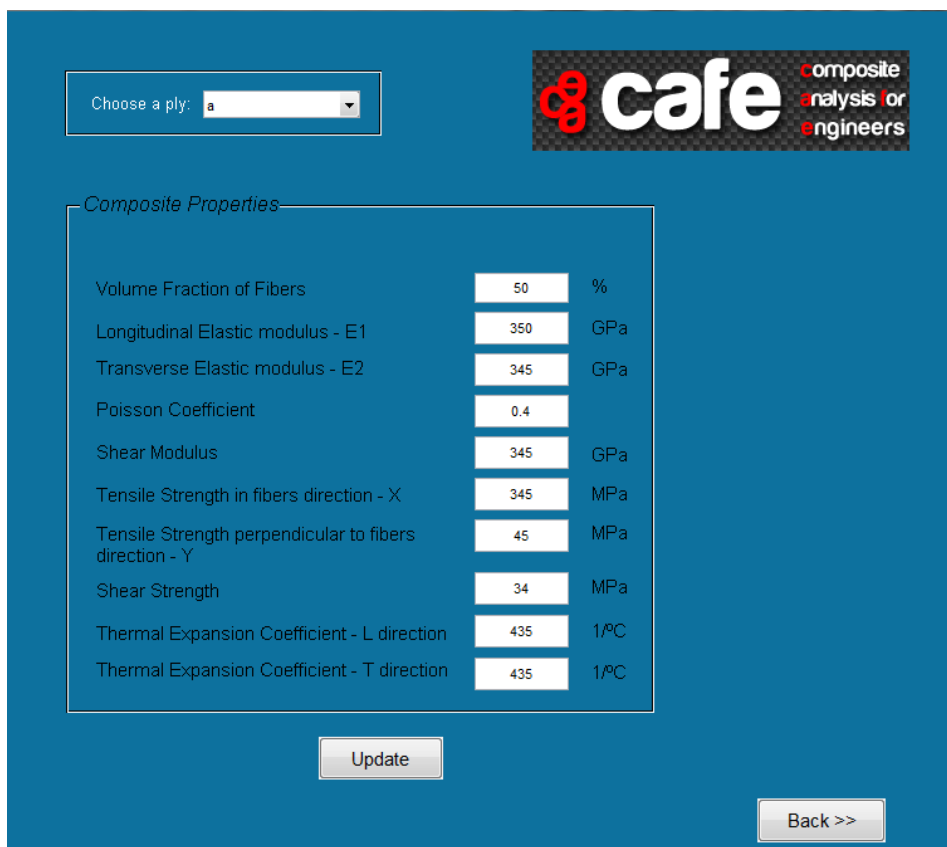 Choose a ply: a
cafe
composite
analysis for
engineers
Composite Properties
Volume Fraction of Fibers 50 %
Longitudinal Elastic modulus - E1 350 GPa
Transverse Elastic modulus - E2 345 GPa
Poisson Coefficient 0.4
Shear Modulus 345 GPa
Tensile Strength in fibers direction - X 345 MPa
Tensile Strength perpendicular to fibers 45 MPa
direction - Y
Shear Strength 34 MPa
Thermal Expansion Coefficient - L direction 435 1/ºC
Thermal Expansion Coefficient - T direction 435 1/ºC
Update
Back >>